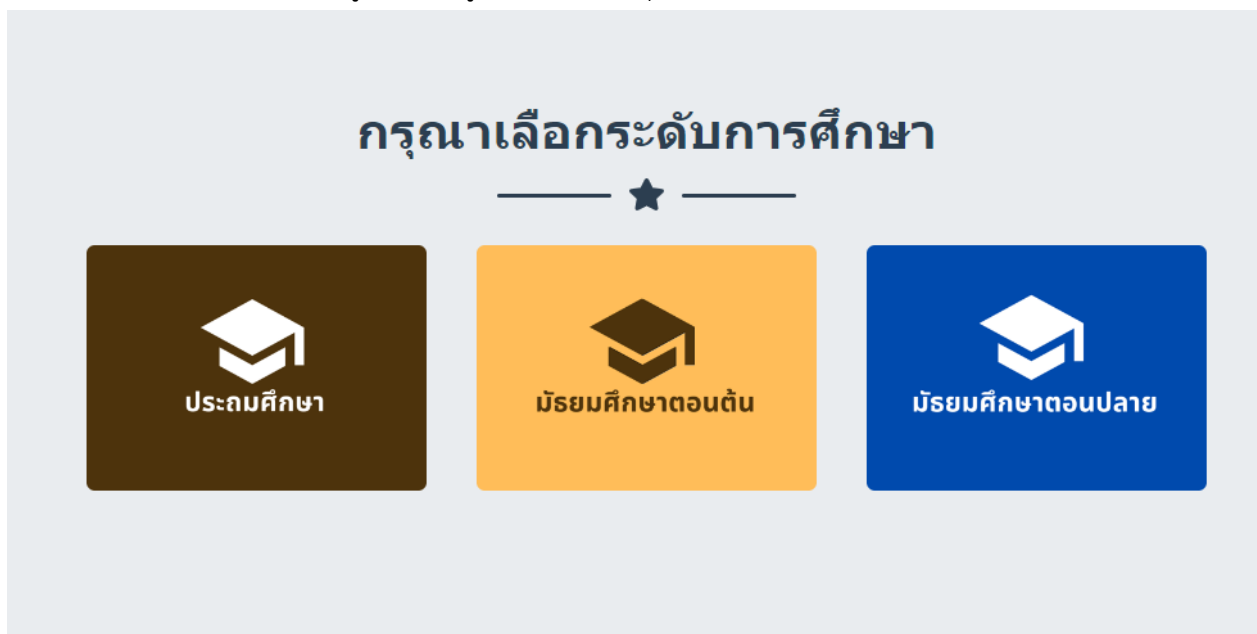 กรุณาเลือกระดับการศึกษา
ประถมศึกษา
มัธยมศึกษาตอนต้น
มัธยมศึกษาตอนปลาย